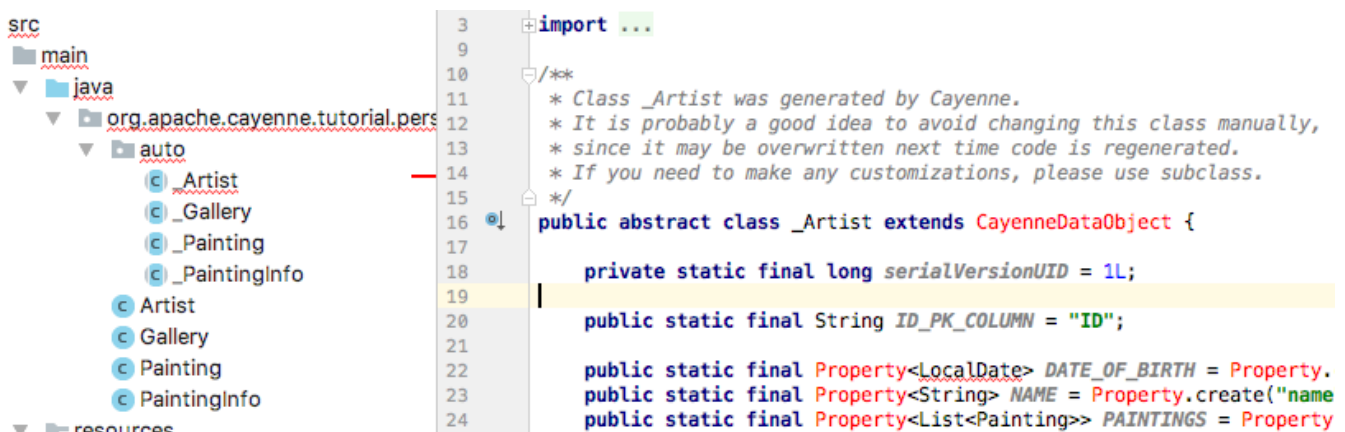 src
main
java
org.apache.cayenne.tutorial.pers
auto
_Artist
_Gallery
_Painting
_PaintingInfo
Artist
Gallery
Painting
PaintingInfo
resources
3 import ...
9
10 /**
11 * Class _Artist was generated by Cayenne.
12 * It is probably a good idea to avoid changing this class manually,
13 * since it may be overwritten next time code is regenerated.
14 * If you need to make any customizations, please use subclass.
15 */
16 public abstract class _Artist extends CayenneDataObject {
17
18 private static final long serialVersionUID = 1L;
19
20 public static final String ID_PK_COLUMN = "ID";
21
22 public static final Property<LocalDate> DATE_OF_BIRTH = Property.
23 public static final Property<String> NAME = Property.create("name
24 public static final Property<List<Painting>> PAINTINGS = Property